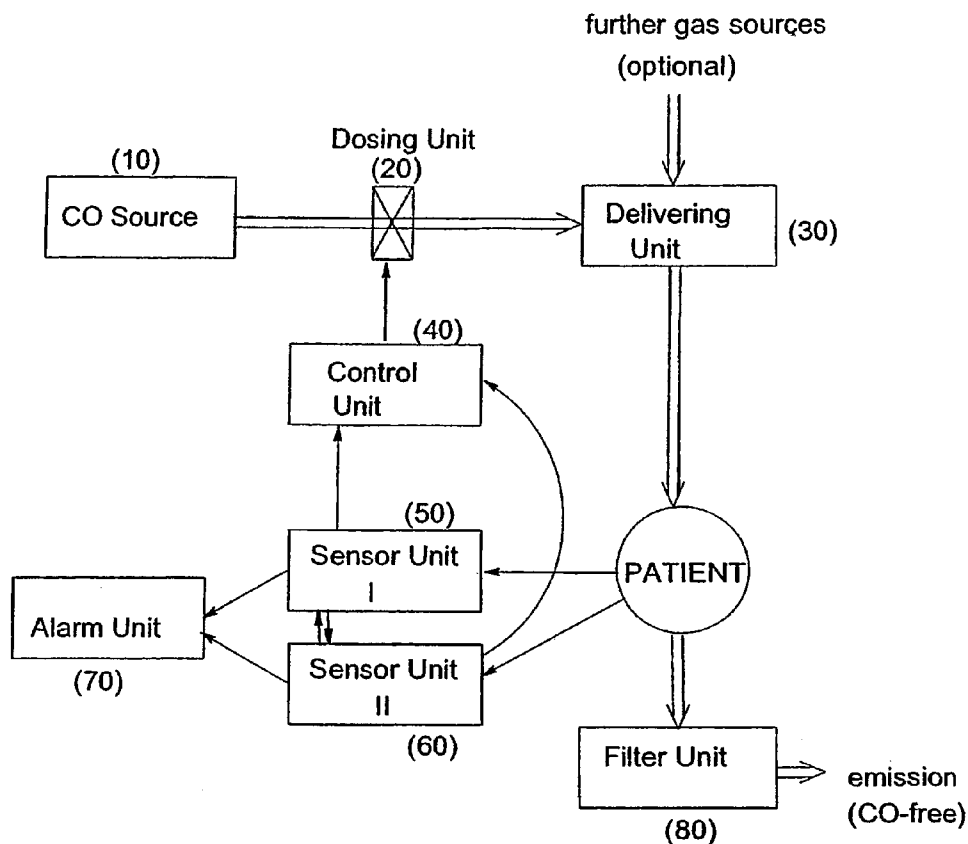 further gas sources
(optional)
Dosing Unit
(20)
(10)
CO Source
Delivering
Unit
(30)
(40)
Control
Unit
(50)
Sensor Unit
I
PATIENT
Alarm Unit
(70)
Sensor Unit
II
(60)
Filter Unit
(80)
emission
(CO-free)